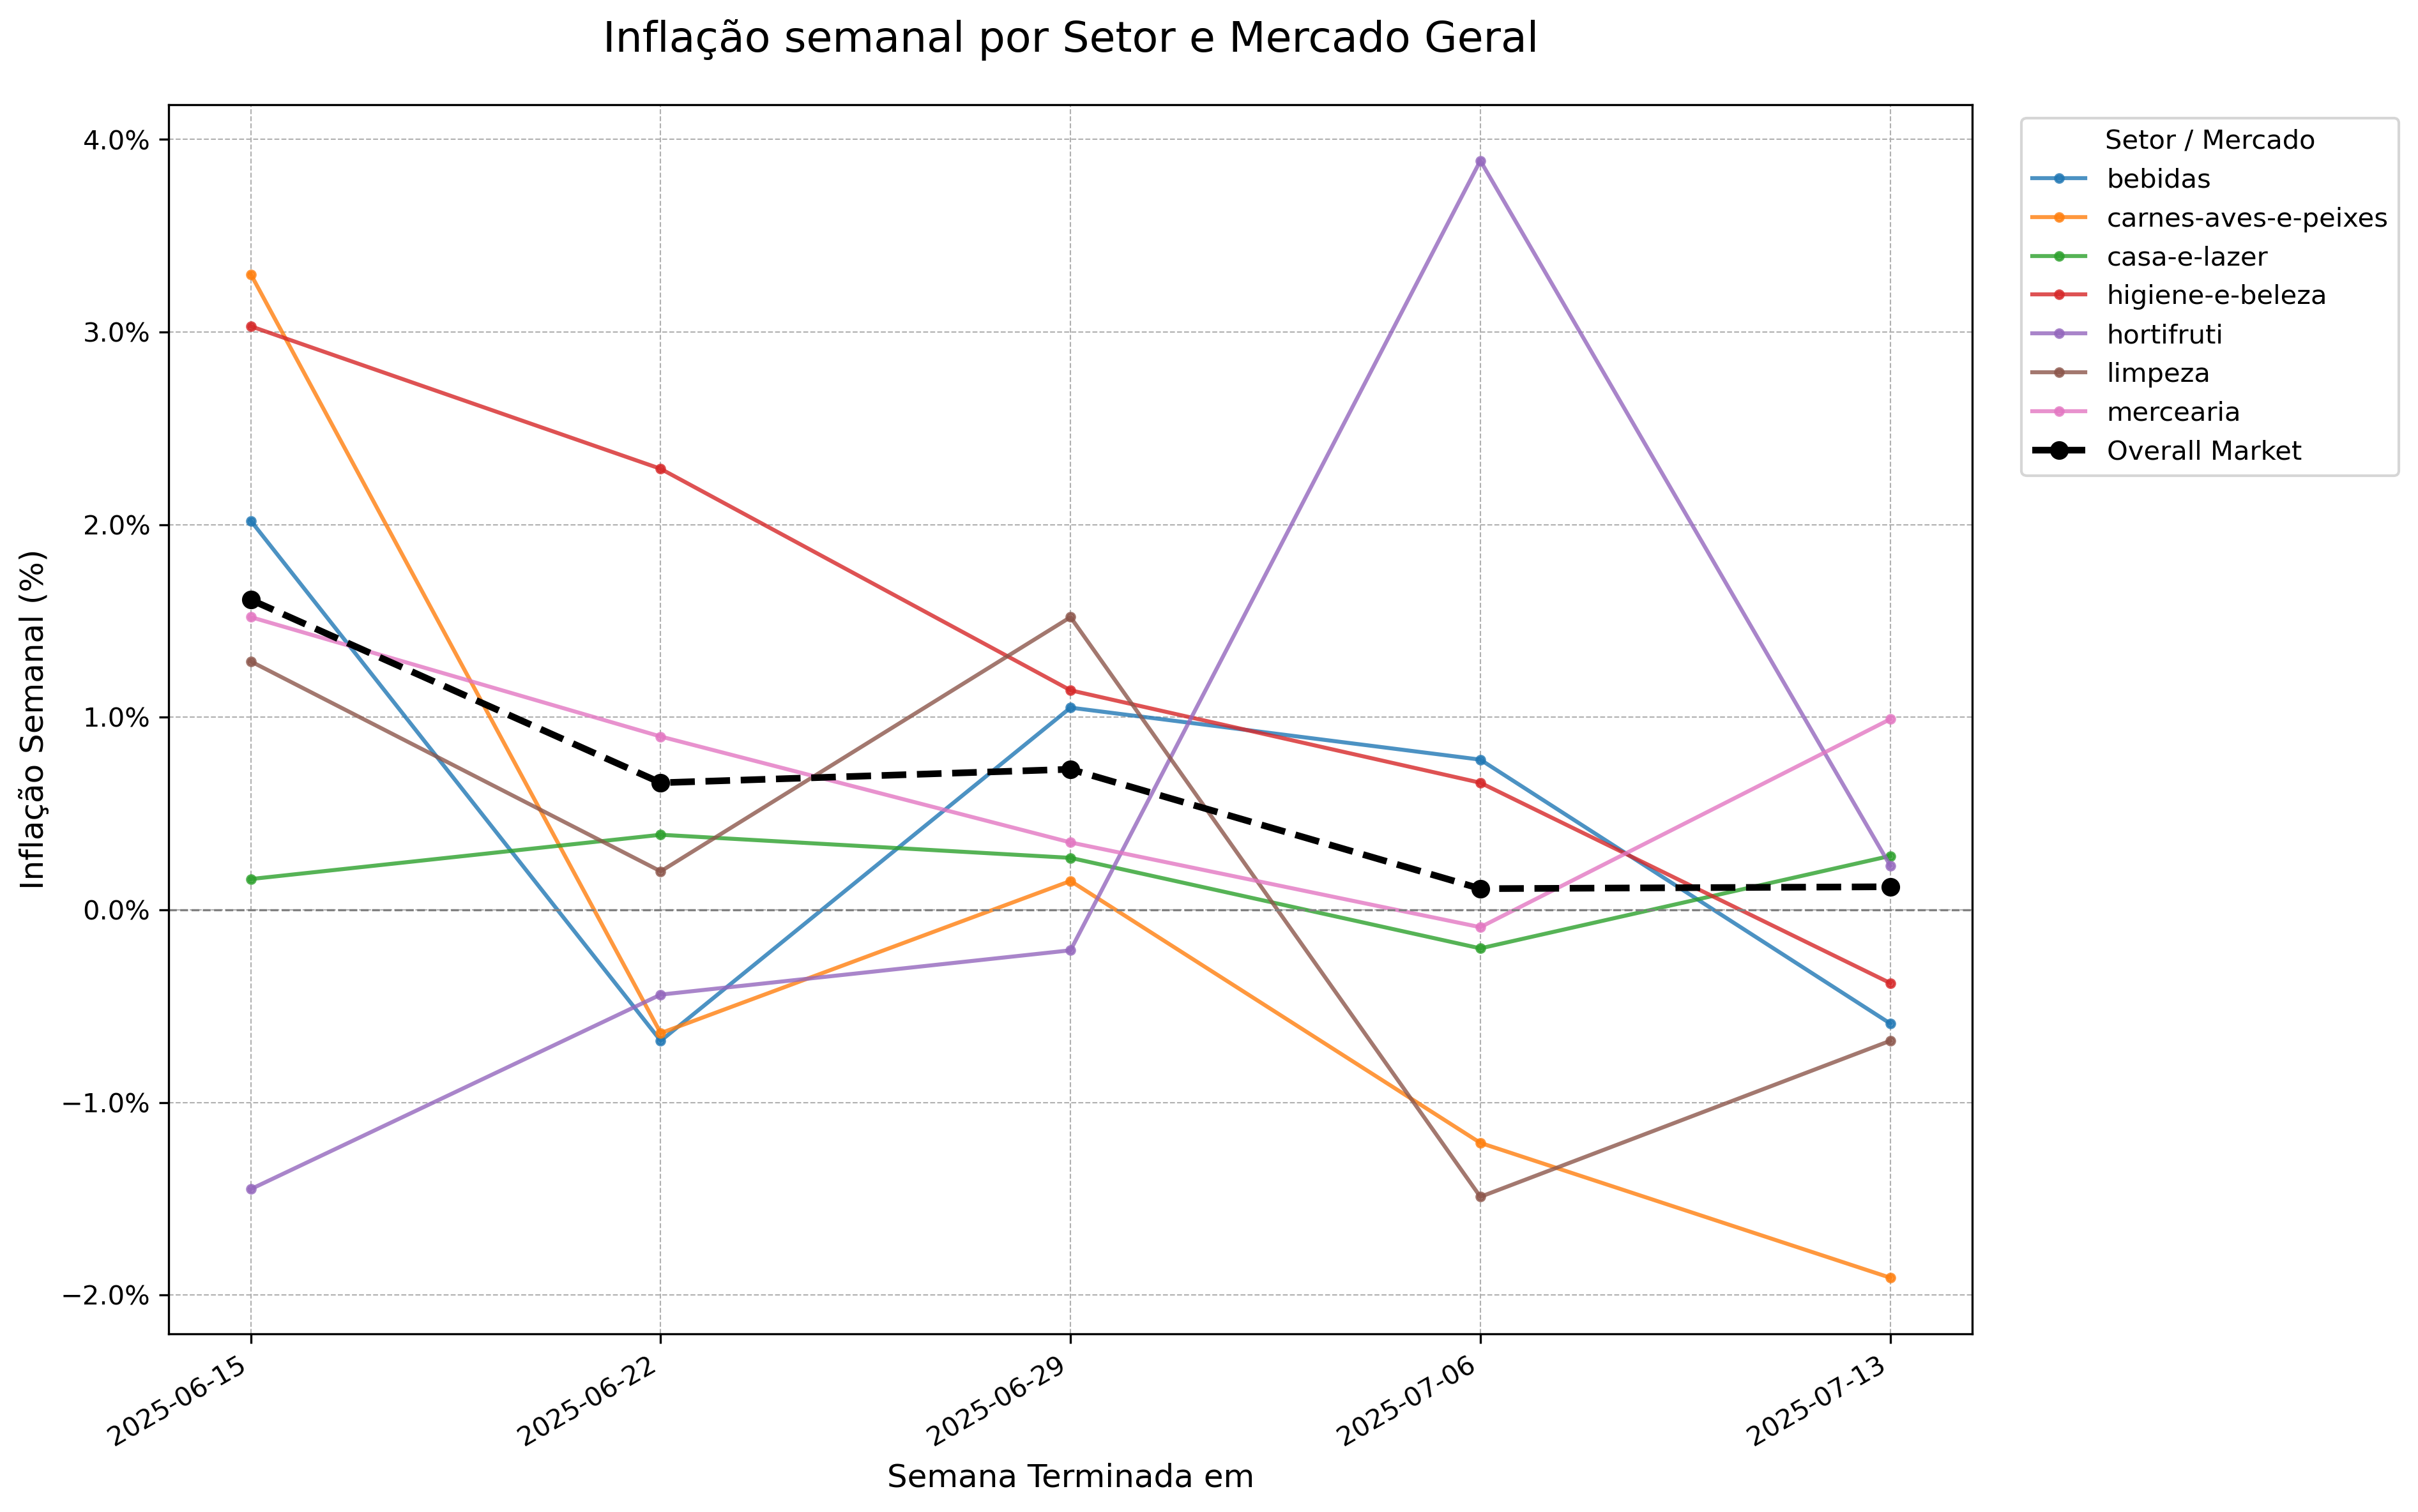 Inflação semanal por Setor e Mercado Geral
Inflação Semanal (%)
4.0%
3.0%
2.0%
1.0%
0.0%
−1.0%
−2.0%
2025-06-15
2025-06-22
2025-06-29
2025-07-06
2025-07-13
Semana Terminada em
Setor / Mercado
bebidas
carnes-aves-e-peixes
casa-e-lazer
higiene-e-beleza
hortifruti
limpeza
mercearia
Overall Market